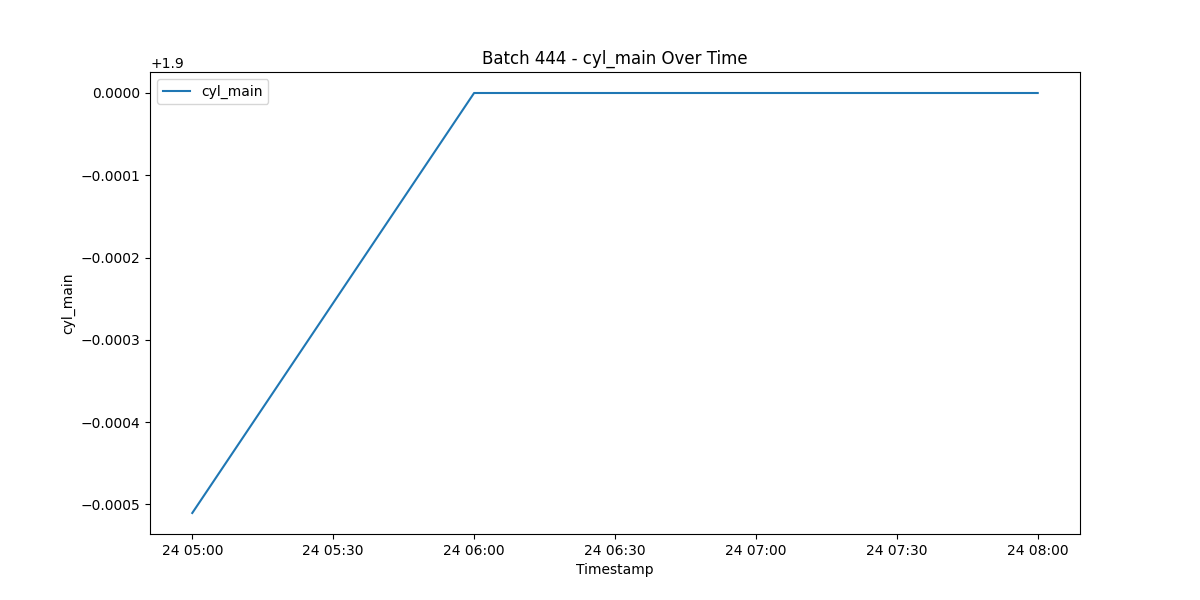 Batch 444 - cyl_main Over Time
+1.9
cyl_main
0.0000
−0.0001
−0.0002
−0.0003
−0.0004
−0.0005
cyl_main
24 05:00 24 05:30 24 06:00 24 06:30 24 07:00 24 07:30 24 08:00
Timestamp